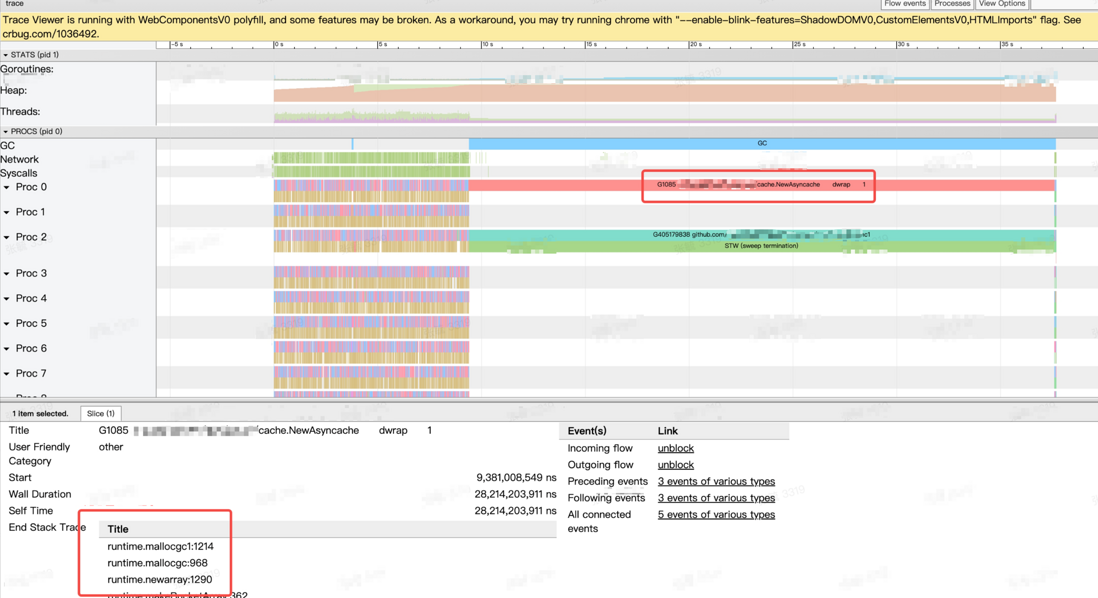 trace
Flow events Processes View Options
Trace Viewer is running with WebComponentsV0 polyfill, and some features may be broken. As a workaround, you may try running chrome with "--enable-blink-features=ShadowDOMV0,CustomElementsV0,HTMLImports" flag. See
crbug.com/1036492.
-5 s 0 s 5 s 10 s 15 s 20 s 25 s 30 s 35 s
STATS (pid 1)
Goroutines:
Heap:
Threads:
PROCS (pid 0)
GC GC
Network
Syscalls
Proc 0 G1085 cache.NewAsyncache dwrap 1
Proc 1
Proc 2 G405179838 github.com
STW (sweep termination)
Proc 3
Proc 4
Proc 5
Proc 6
Proc 7
1 item selected. Slice (1)
Title G1085 /cache.NewAsyncache dwrap 1
User Friendly other
Category
Start 9,381,008,549 ns
Wall Duration 28,214,203,911 ns
Self Time 28,214,203,911 ns
End Stack Trace Title
runtime.mallocgc1:1214
runtime.mallocgc:968
runtime.newarray:1290
runtime.makeBucketArray:362
Event(s) Link
Incoming flow unblock
Outgoing flow unblock
Preceding events 3 events of various types
Following events 3 events of various types
All connected 5 events of various types
events